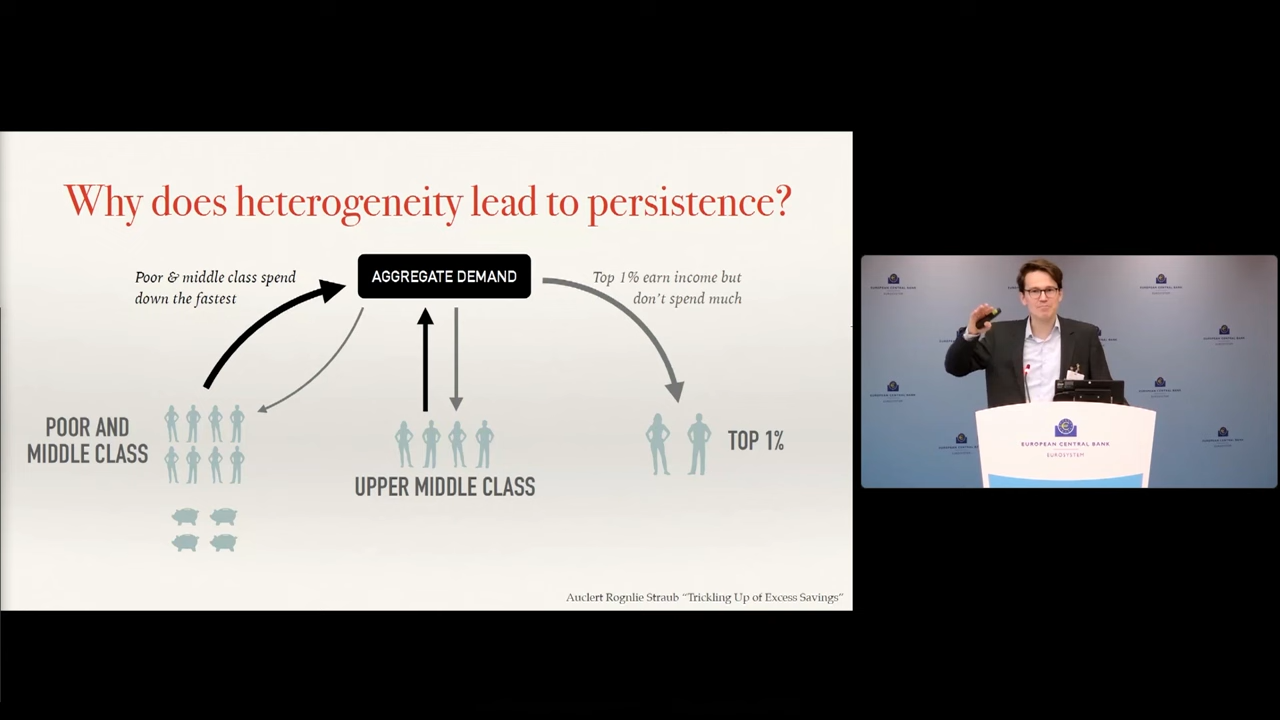 Why does heterogeneity lead to persistence?
Poor & middle class spend
down the fastest
AGGREGATE DEMAND
Top 1% earn income but
don't spend much
POOR AND
MIDDLE CLASS
UPPER MIDDLE CLASS
TOP 1%
Auclert Rognlie Straub “Trickling Up of Excess Savings”
EUROPEAN CENTRAL BANK
EUROSYSTEM